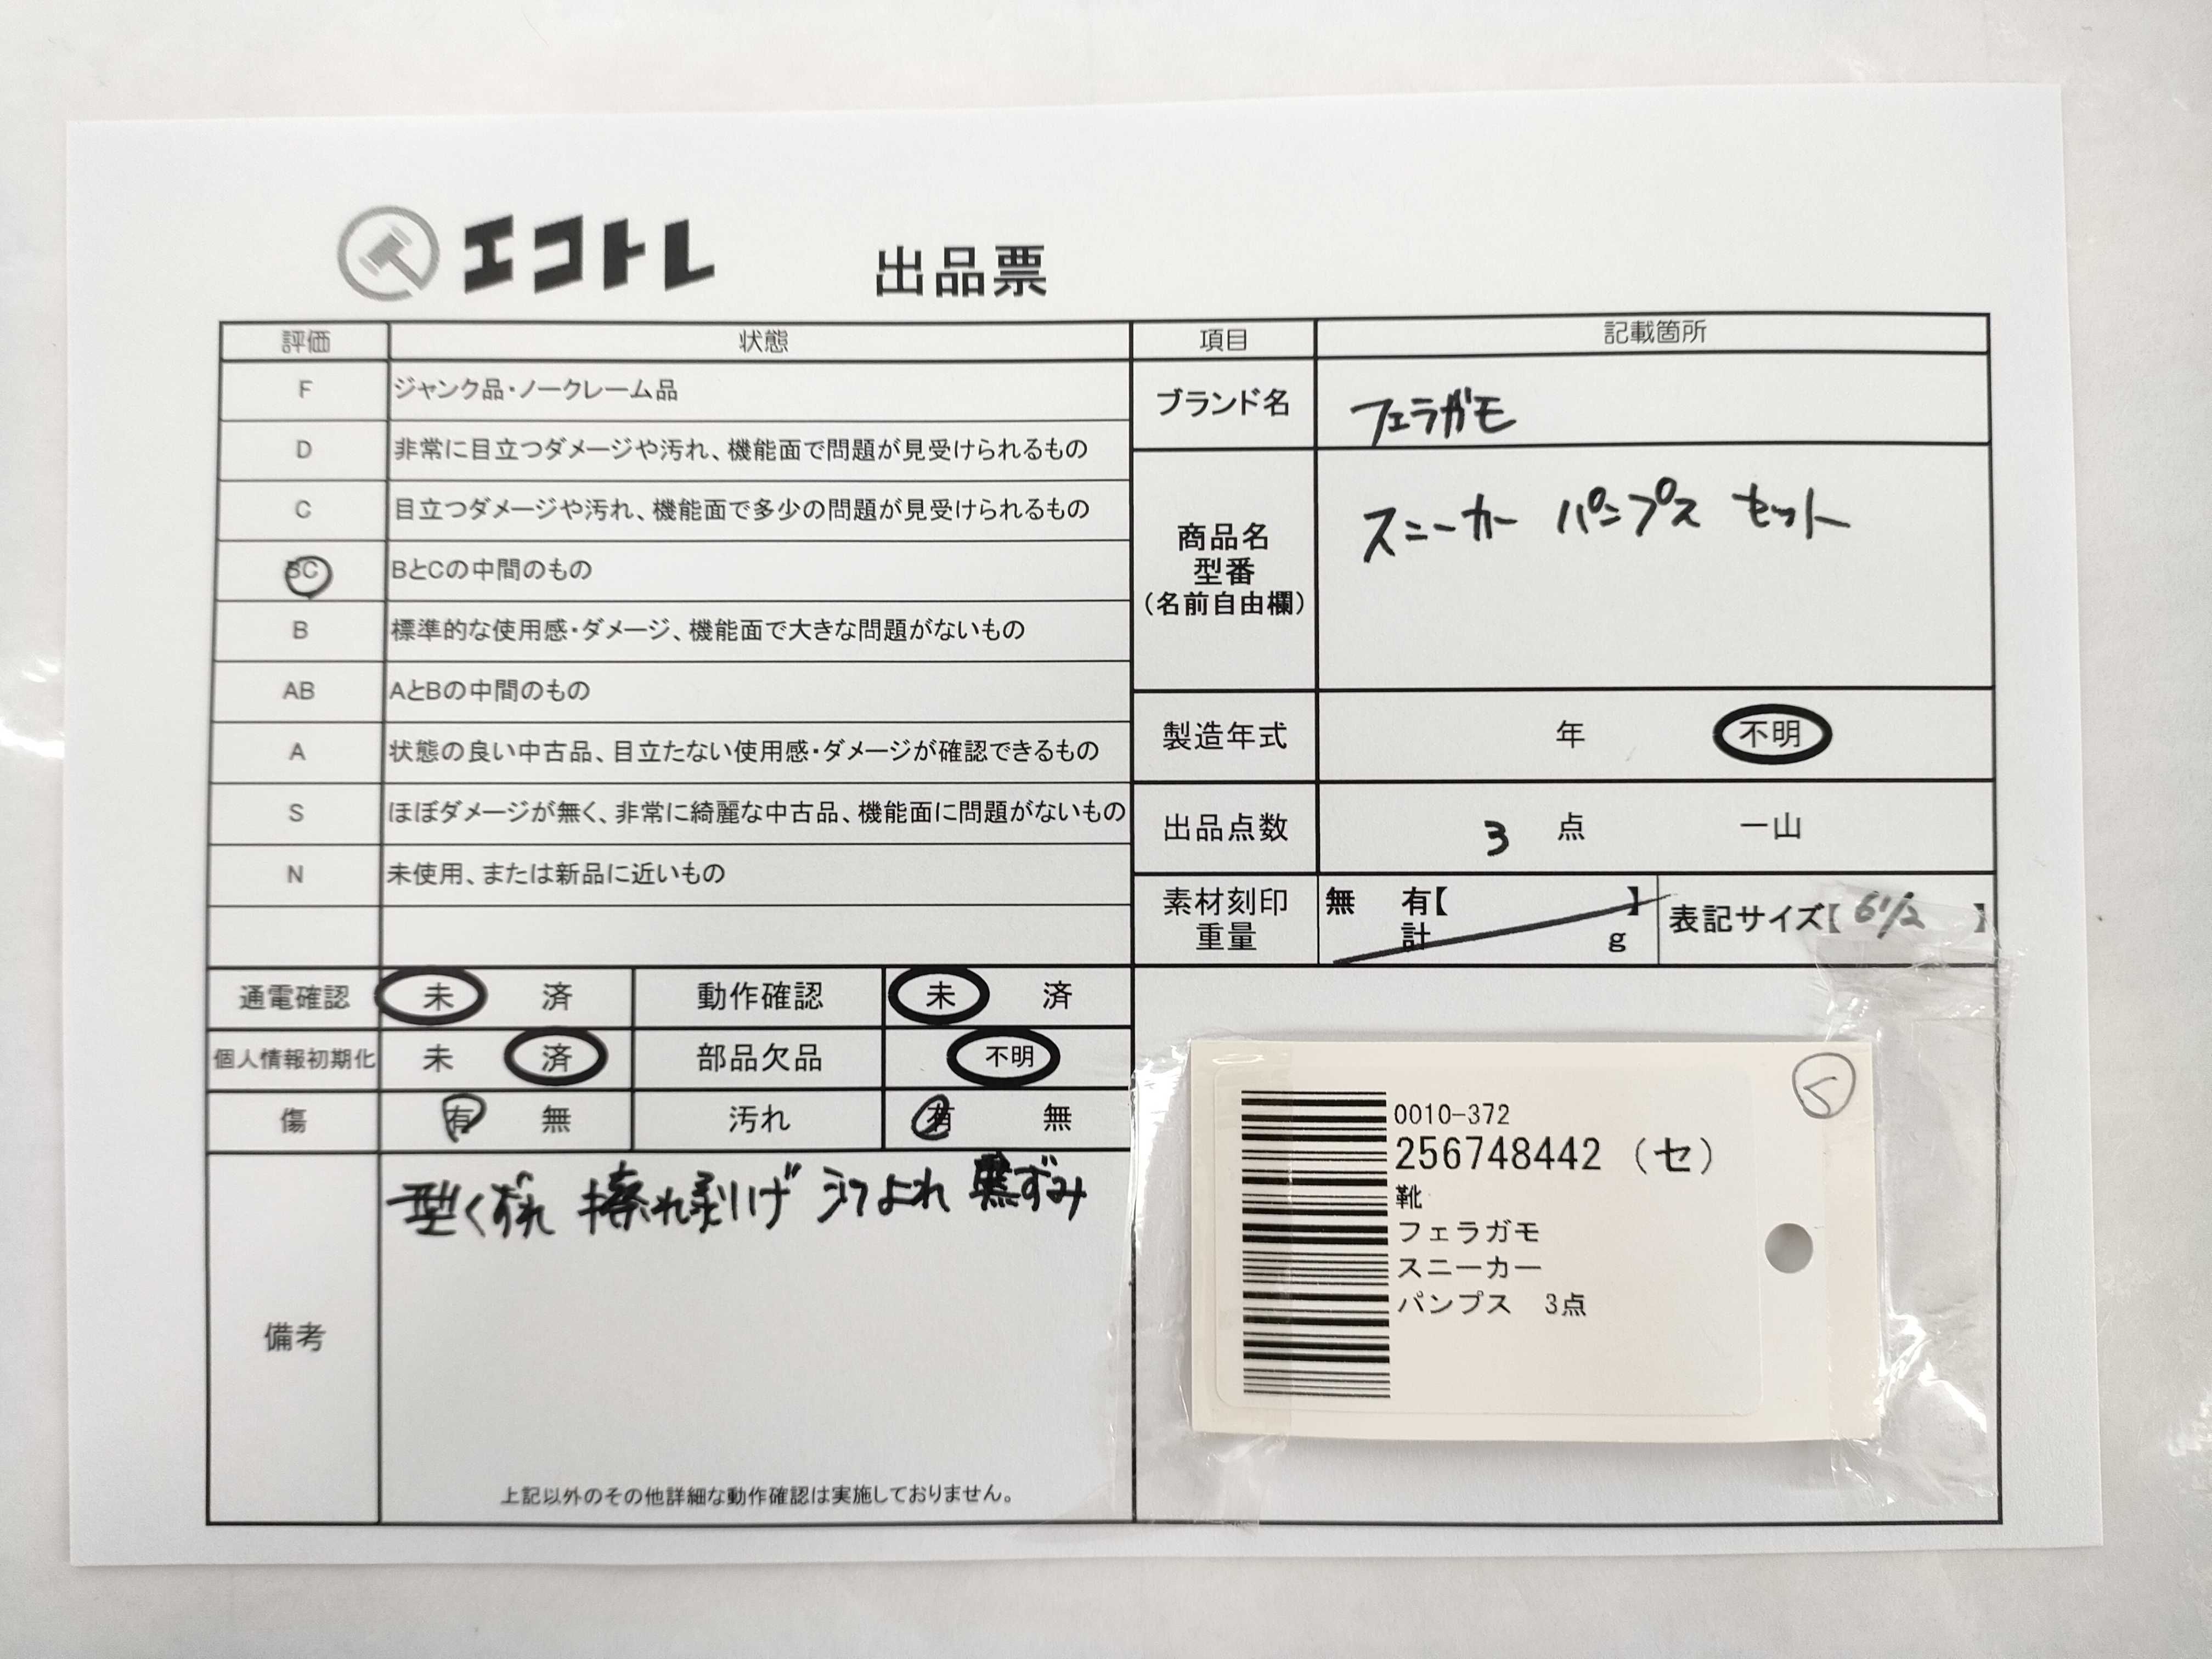 エコトレ 出品票
評価 状態
F ジャンク品・ノークレーム品
D 非常に目立つダメージや汚れ、機能面で問題が見受けられるもの
C 目立つダメージや汚れ、機能面で多少の問題が見受けられるもの
BC BとCの中間のもの
B 標準的な使用感・ダメージ、機能面で大きな問題がないもの
AB AとBの中間のもの
A 状態の良い中古品、目立たない使用感・ダメージが確認できるもの
S ほぼダメージが無く、非常に綺麗な中古品、機能面に問題がないもの
N 未使用、または新品に近いもの
通電確認 未 済 動作確認 未 済
個人情報初期化 未 済 部品欠品 不明
傷 有 無 汚れ 有 無
備考
型くずれ 擦れ剥げ シワよれ 黒ずみ
上記以外のその他詳細な動作確認は実施しておりません。
項目 記載箇所
ブランド名 フェラガモ
商品名
型番
(名前自由欄)
スニーカー パンプス セット
製造年式 年 不明
出品点数 3 点 一山
素材刻印 無 有【 】
重量 計 g
表記サイズ【 6 1/2 】
く
0010-372
256748442 (セ)
靴
フェラガモ
スニーカー
パンプス 3点